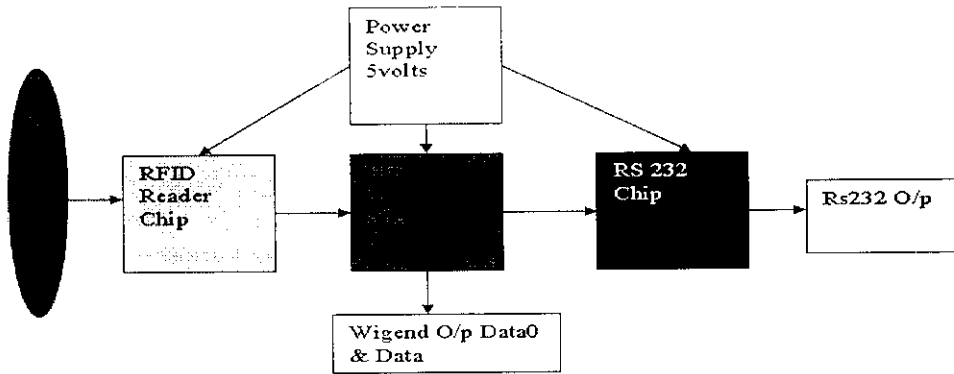 Power
Supply
5volts
RFID
Reader
Chip
RS 232
Chip
Rs232 O/p
Wigend O/p Data0
& Data